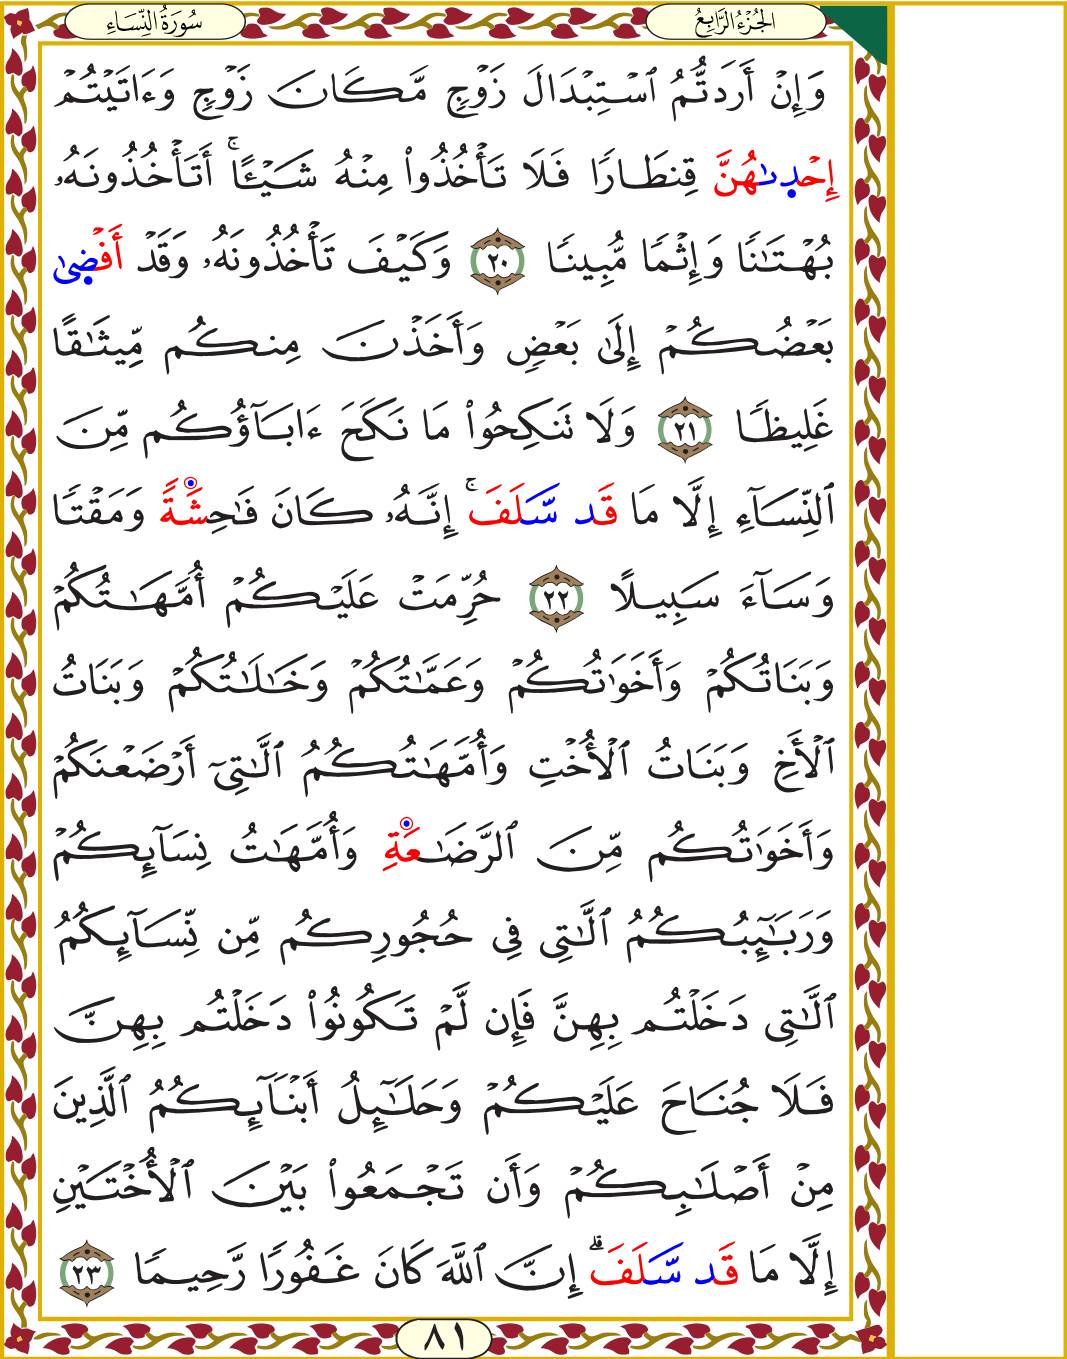 الجُزْءُ الرَّابِعُ
سُورَةُ النِّسَاءِ
وَإِنْ أَرَدتُّمُ ٱسْتِبْدَالَ زَوْجٍ مَّكَانَ زَوْجٍ وَءَاتَيْتُمْ
إِحْدِىٰهُنَّ قِنطَارًا فَلَا تَأْخُذُوا۟ مِنْهُ شَيْـًٔا ۚ أَتَأْخُذُونَهُۥ
بُهْتَـٰنًا وَإِثْمًا مُّبِينًا ٢٠ وَكَيْفَ تَأْخُذُونَهُۥ وَقَدْ أَفْضِىٰ
بَعْضُكُمْ إِلَىٰ بَعْضٍ وَأَخَذْنَ مِنكُم مِّيثَـٰقًا
غَلِيظًا ٢١ وَلَا تَنكِحُوا۟ مَا نَكَحَ ءَابَآؤُكُم مِّنَ
ٱلنِّسَآءِ إِلَّا مَا قَد سَّلَفَ ۚ إِنَّهُۥ كَانَ فَـٰحِشَةً وَمَقْتًا
وَسَآءَ سَبِيلًا ٢٢ حُرِّمَتْ عَلَيْكُمْ أُمَّهَـٰتُكُمْ
وَبَنَاتُكُمْ وَأَخَوَٰتُكُمْ وَعَمَّـٰتُكُمْ وَخَـٰلَـٰتُكُمْ وَبَنَاتُ
ٱلْأَخِ وَبَنَاتُ ٱلْأُخْتِ وَأُمَّهَـٰتُكُمُ ٱلَّـٰتِىٓ أَرْضَعْنَكُمْ
وَأَخَوَٰتُكُم مِّنَ ٱلرَّضَـٰعَةِ وَأُمَّهَـٰتُ نِسَآئِكُمْ
وَرَبَـٰٓئِبُكُمُ ٱلَّـٰتِى فِى حُجُورِكُم مِّن نِّسَآئِكُمُ
ٱلَّـٰتِى دَخَلْتُم بِهِنَّ فَإِن لَّمْ تَكُونُوا۟ دَخَلْتُم بِهِنَّ
فَلَا جُنَاحَ عَلَيْكُمْ وَحَلَـٰٓئِلُ أَبْنَآئِكُمُ ٱلَّذِينَ
مِنْ أَصْلَـٰبِكُمْ وَأَن تَجْمَعُوا۟ بَيْنَ ٱلْأُخْتَيْنِ
إِلَّا مَا قَد سَّلَفَ ۗ إِنَّ ٱللَّهَ كَانَ غَفُورًا رَّحِيمًا ٢٣
٨١